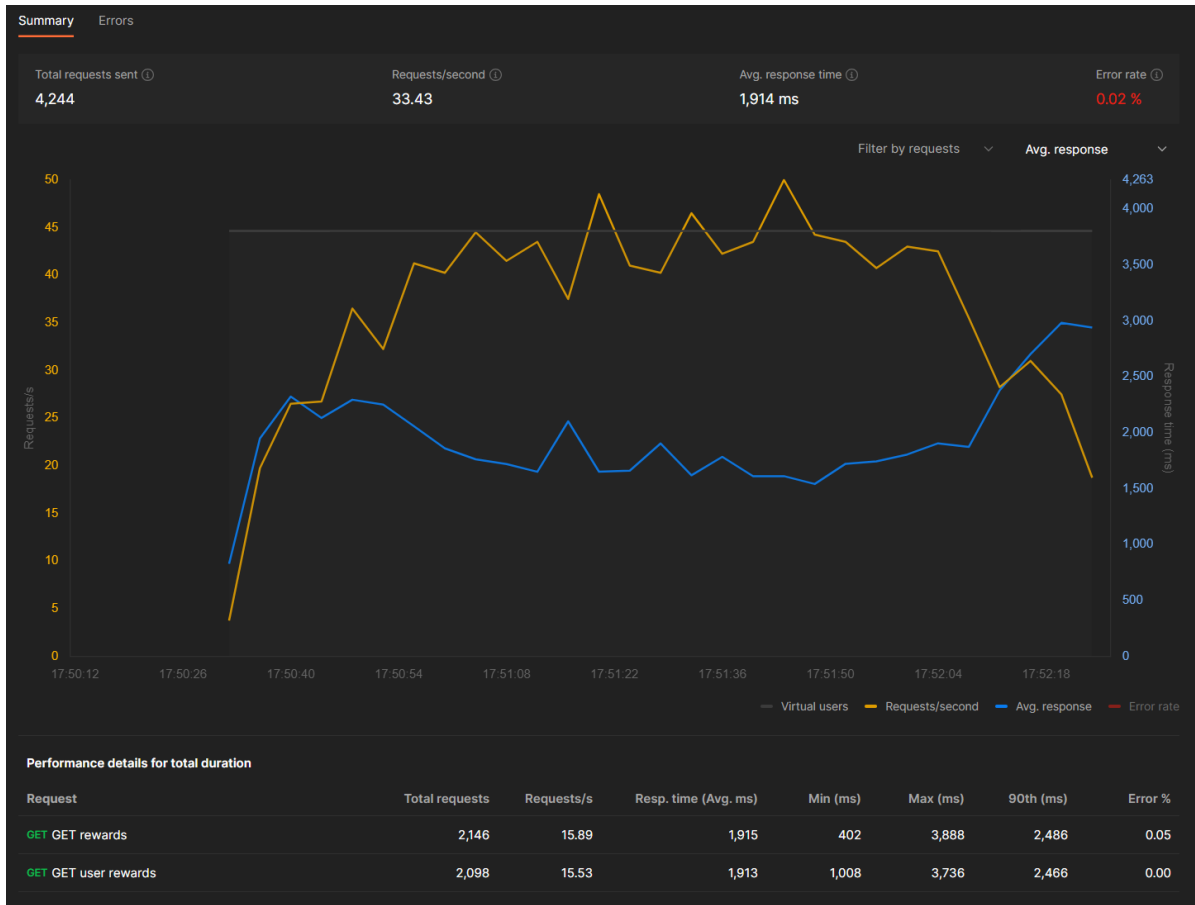 Summary Errors
Total requests sent Requests/second Avg. response time Error rate
4,244 33.43 1,914 ms 0.02 %
Filter by requests Avg. response
50 4,263
4,000
45
40 3,500
35 3,000
30 2,500
25 2,000
20 1,500
15
10 1,000
5 500
0 0
Requests/s
Response time (ms)
17:50:12 17:50:26 17:50:40 17:50:54 17:51:08 17:51:22 17:51:36 17:51:50 17:52:04 17:52:18
Virtual users Requests/second Avg. response Error rate
Performance details for total duration
Request Total requests Requests/s Resp. time (Avg. ms) Min (ms) Max (ms) 90th (ms) Error %
GET GET rewards 2,146 15.89 1,915 402 3,888 2,486 0.05
GET GET user rewards 2,098 15.53 1,913 1,008 3,736 2,466 0.00